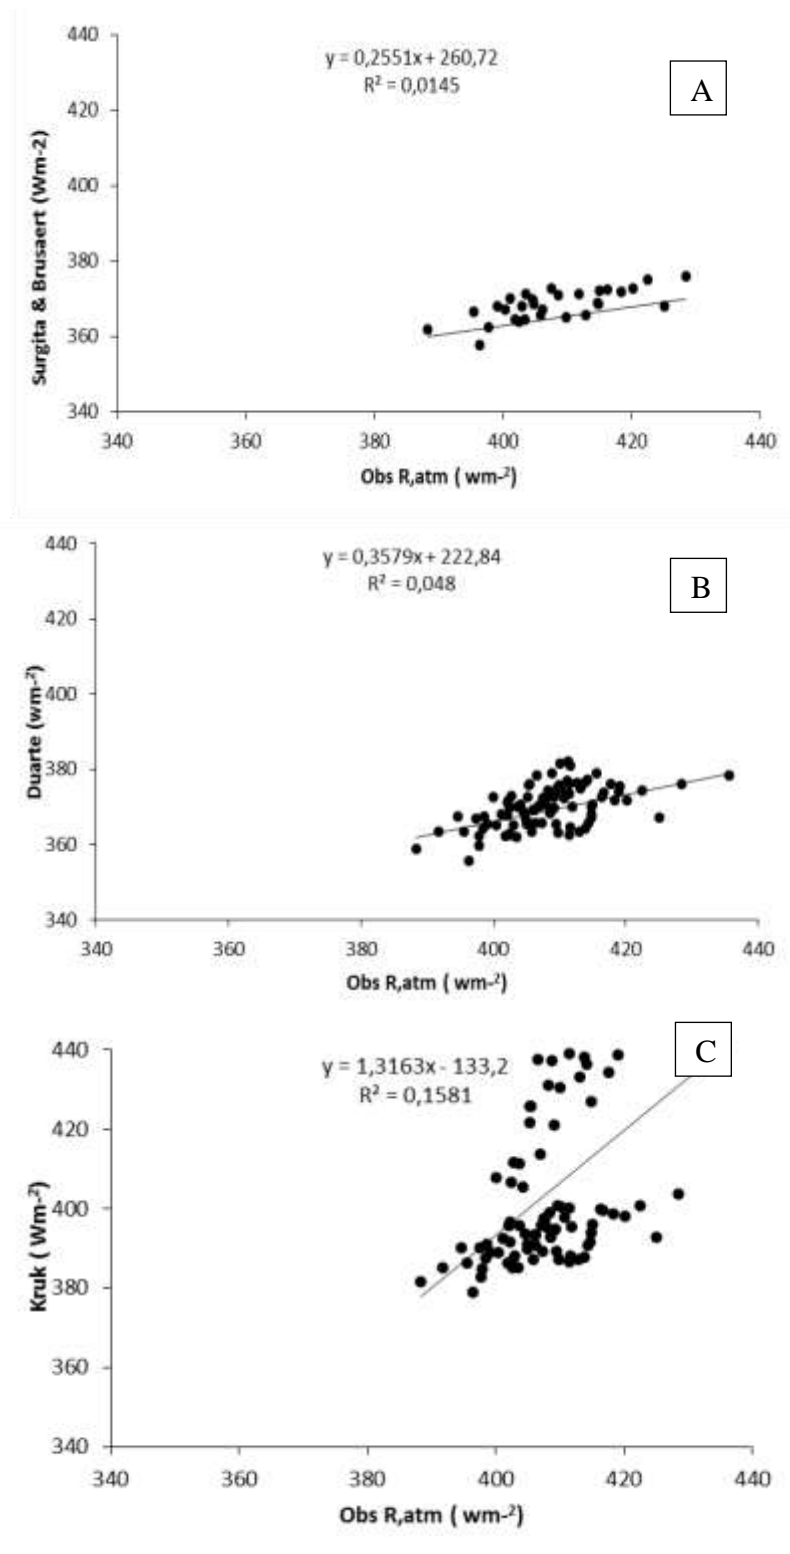 440
y = 0,2551x + 260,72
R² = 0,0145
A
420
400
380
360
340
Surgita & Brusaert (Wm-2)
340 360 380 400 420 440
Obs R,atm ( wm-²)
440
y = 0,3579x + 222,84
R² = 0,048
B
420
400
380
360
340
Duarte (wm-²)
340 360 380 400 420 440
Obs R,atm ( wm-²)
440
y = 1,3163x - 133,2
R² = 0,1581
C
420
400
380
360
340
Kruk ( Wm-²)
340 360 380 400 420 440
Obs R,atm ( wm-²)